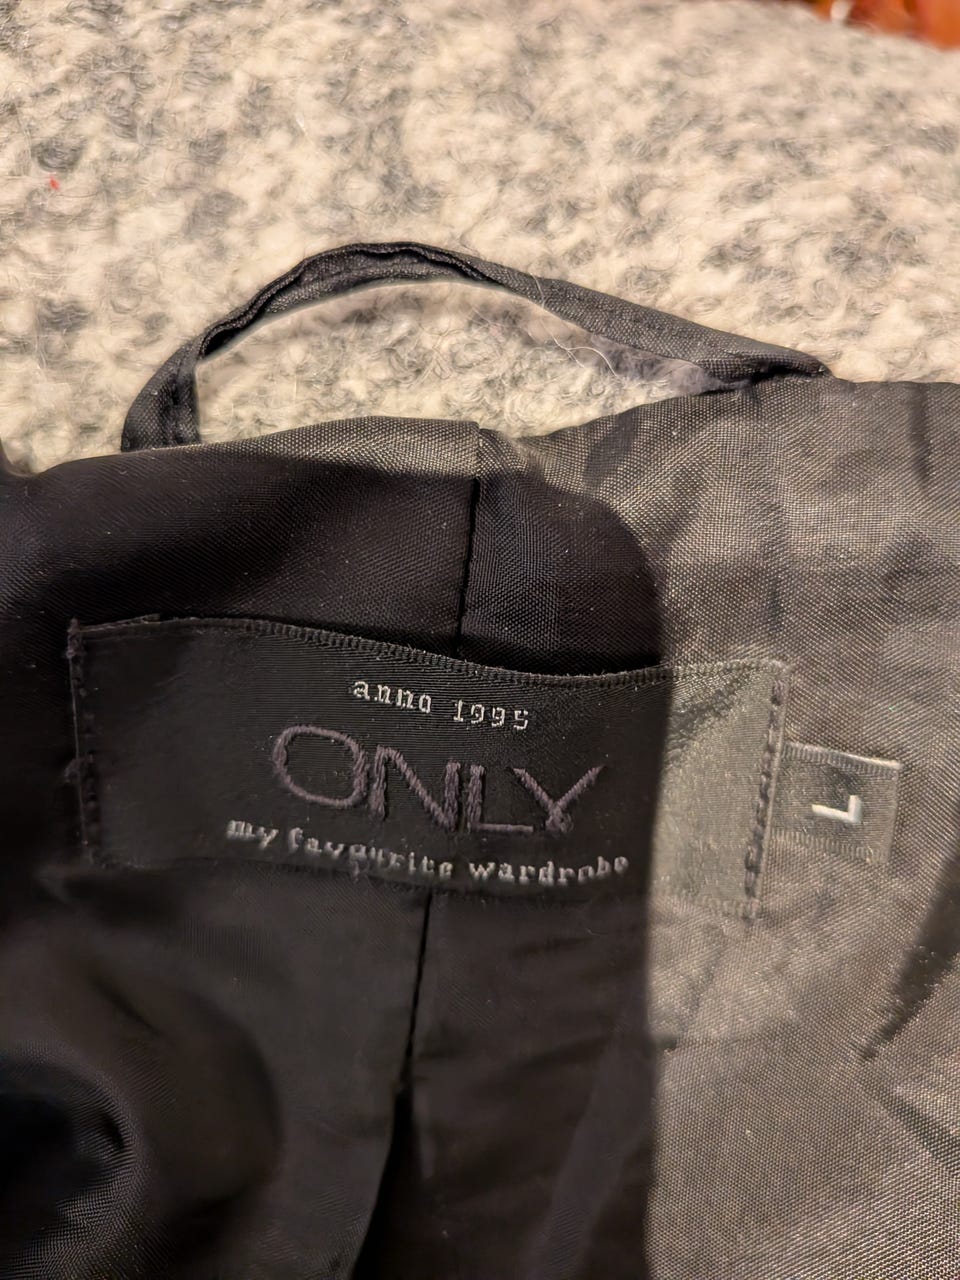 anno 1995
ONLY
my favourite wardrobe
L